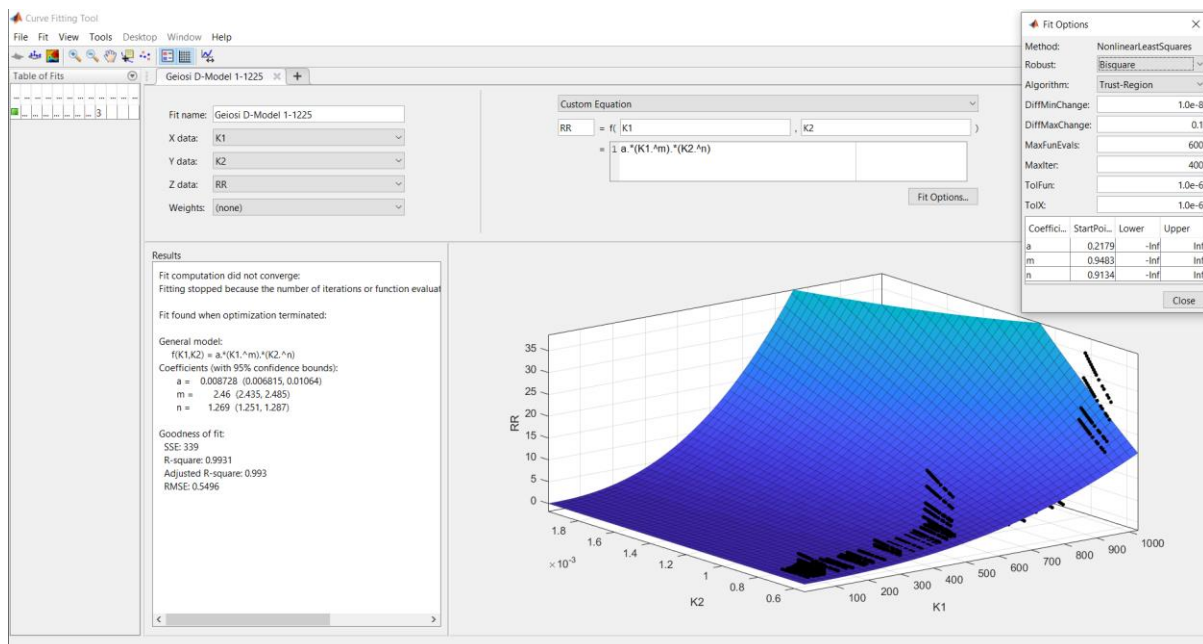 Curve Fitting Tool
File Fit View Tools Desktop Window Help
Table of Fits
... ... ... ... ... ... 3
Geiosi D-Model 1-1225
Fit name: Geiosi D-Model 1-1225
X data: K1
Y data: K2
Z data: RR
Weights: (none)
Custom Equation
RR = f( K1 , K2 )
= 1 a.*(K1.^m).*(K2.^n)
Fit Options...
Results
Fit computation did not converge:
Fitting stopped because the number of iterations or function evaluat
Fit found when optimization terminated:
General model:
f(K1,K2) = a.*(K1.^m).*(K2.^n)
Coefficients (with 95% confidence bounds):
a = 0.008728 (0.006815, 0.01064)
m = 2.46 (2.435, 2.485)
n = 1.269 (1.251, 1.287)
Goodness of fit:
SSE: 339
R-square: 0.9931
Adjusted R-square: 0.993
RMSE: 0.5496
35
30
25
20
15
10
5
0
RR
1.8
1.6
1.4
1.2
1
0.8
0.6
×10⁻³
K2
100
200
300
400
500
600
700
800
900
1000
K1
Fit Options
Method: NonlinearLeastSquares
Robust: Bisquare
Algorithm: Trust-Region
DiffMinChange: 1.0e-8
DiffMaxChange: 0.1
MaxFunEvals: 600
MaxIter: 400
TolFun: 1.0e-6
TolX: 1.0e-6
Coeffici... StartPoi... Lower Upper
a 0.2179 -Inf Inf
m 0.9483 -Inf Inf
n 0.9134 -Inf Inf
Close